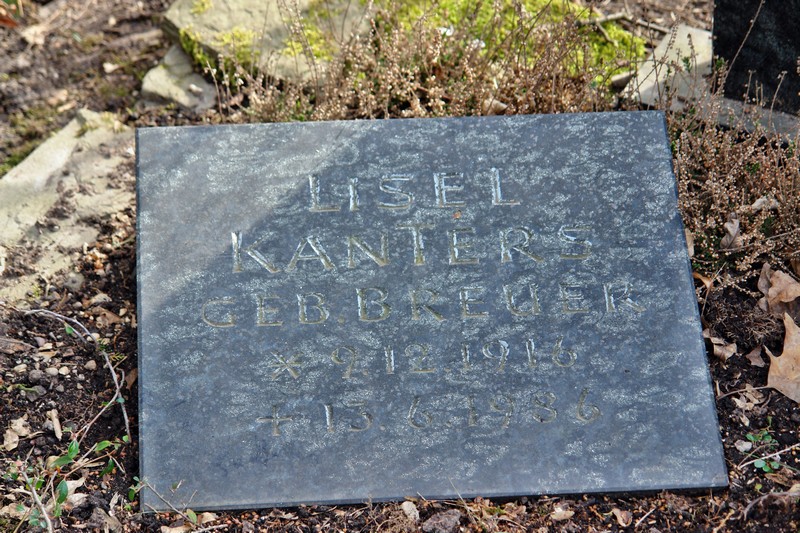 LISEL
KANTERS
GEB. BREUER
* 9.12.1916
+ 13.6.1986